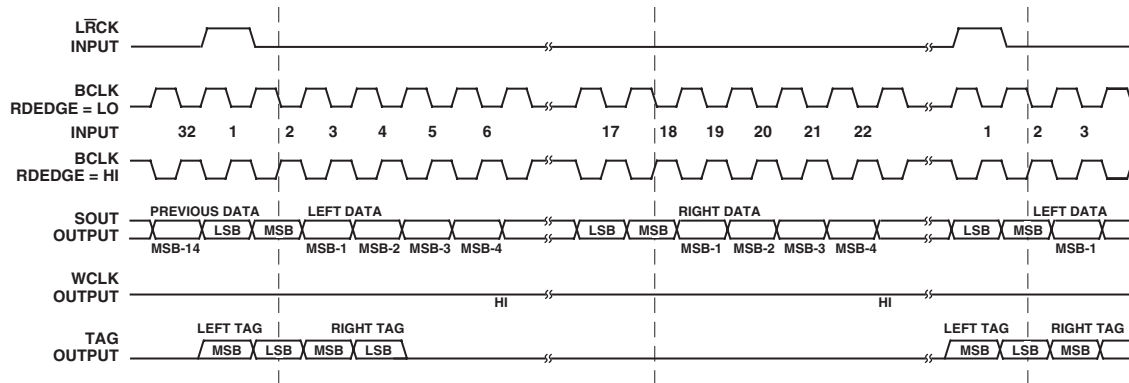 LRCK
INPUT
BCLK
RDEDGE = LO
INPUT 32 1 2 3 4 5 6 17 18 19 20 21 22 1 2 3
BCLK
RDEDGE = HI
SOUT
OUTPUT
PREVIOUS DATA LEFT DATA RIGHT DATA LEFT DATA
LSB MSB LSB MSB LSB MSB
MSB-14 MSB-1 MSB-2 MSB-3 MSB-4 MSB-1 MSB-2 MSB-3 MSB-4 MSB-1
WCLK
OUTPUT
HI HI
TAG
OUTPUT
LEFT TAG RIGHT TAG LEFT TAG RIGHT TAG
MSB LSB MSB LSB MSB LSB MSB